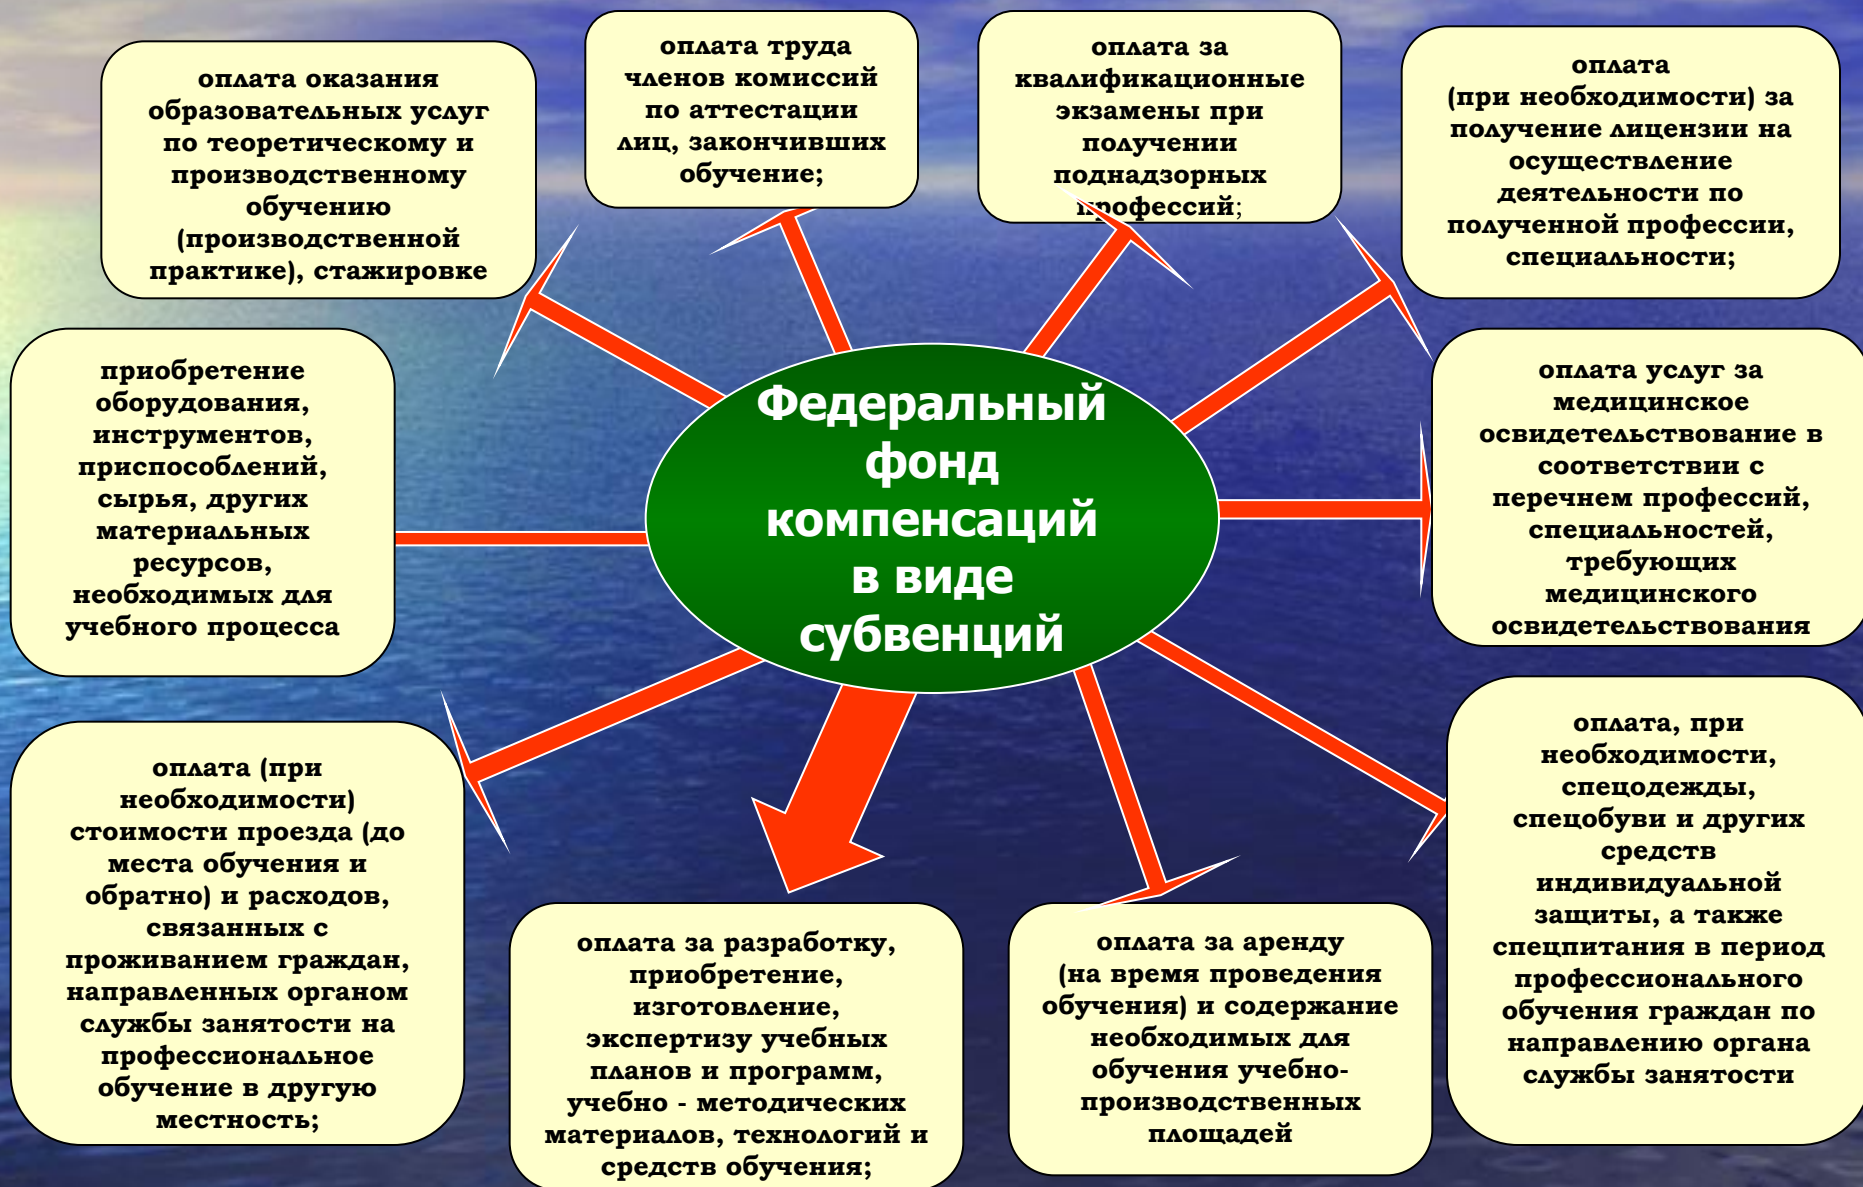 оплата оказания
образовательных услуг
по теоретическому и
производственному
обучению
(производственной
практике), стажировке
оплата труда
членов комиссий
по аттестации
лиц, закончивших
обучение;
оплата за
квалификационные
экзамены при
получении
поднадзорных
профессий;
оплата
(при необходимости) за
получение лицензии на
осуществление
деятельности по
полученной профессии,
специальности;
приобретение
оборудования,
инструментов,
приспособлений,
сырья, других
материальных
ресурсов,
необходимых для
учебного процесса
Федеральный
фонд
компенсаций
в виде
субвенций
оплата услуг за
медицинское
освидетельствование в
соответствии с
перечнем профессий,
специальностей,
требующих
медицинского
освидетельствования
оплата (при
необходимости)
стоимости проезда (до
места обучения и
обратно) и расходов,
связанных с
проживанием граждан,
направленных органом
службы занятости на
профессиональное
обучение в другую
местность;
оплата за разработку,
приобретение,
изготовление,
экспертизу учебных
планов и программ,
учебно - методических
материалов, технологий и
средств обучения;
оплата за аренду
(на время проведения
обучения) и содержание
необходимых для
обучения учебно-
производственных
площадей
оплата, при
необходимости,
спецодежды,
спецобуви и других
средств
индивидуальной
защиты, а также
спецпитания в период
профессионального
обучения граждан по
направлению органа
службы занятости